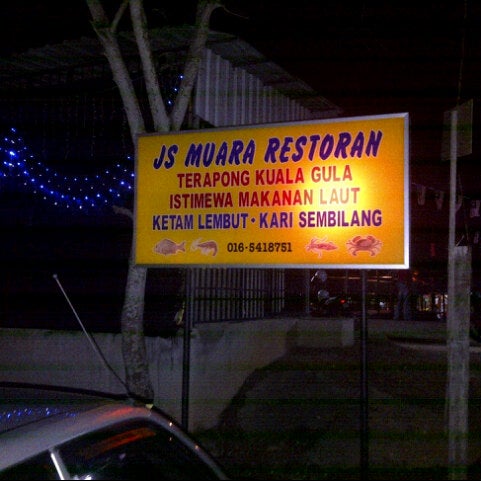 JS MUARA RESTORAN
TERAPONG KUALA GULA
ISTIMEWA MAKANAN LAUT
KETAM LEMBUT • KARI SEMBILANG
016-5418751